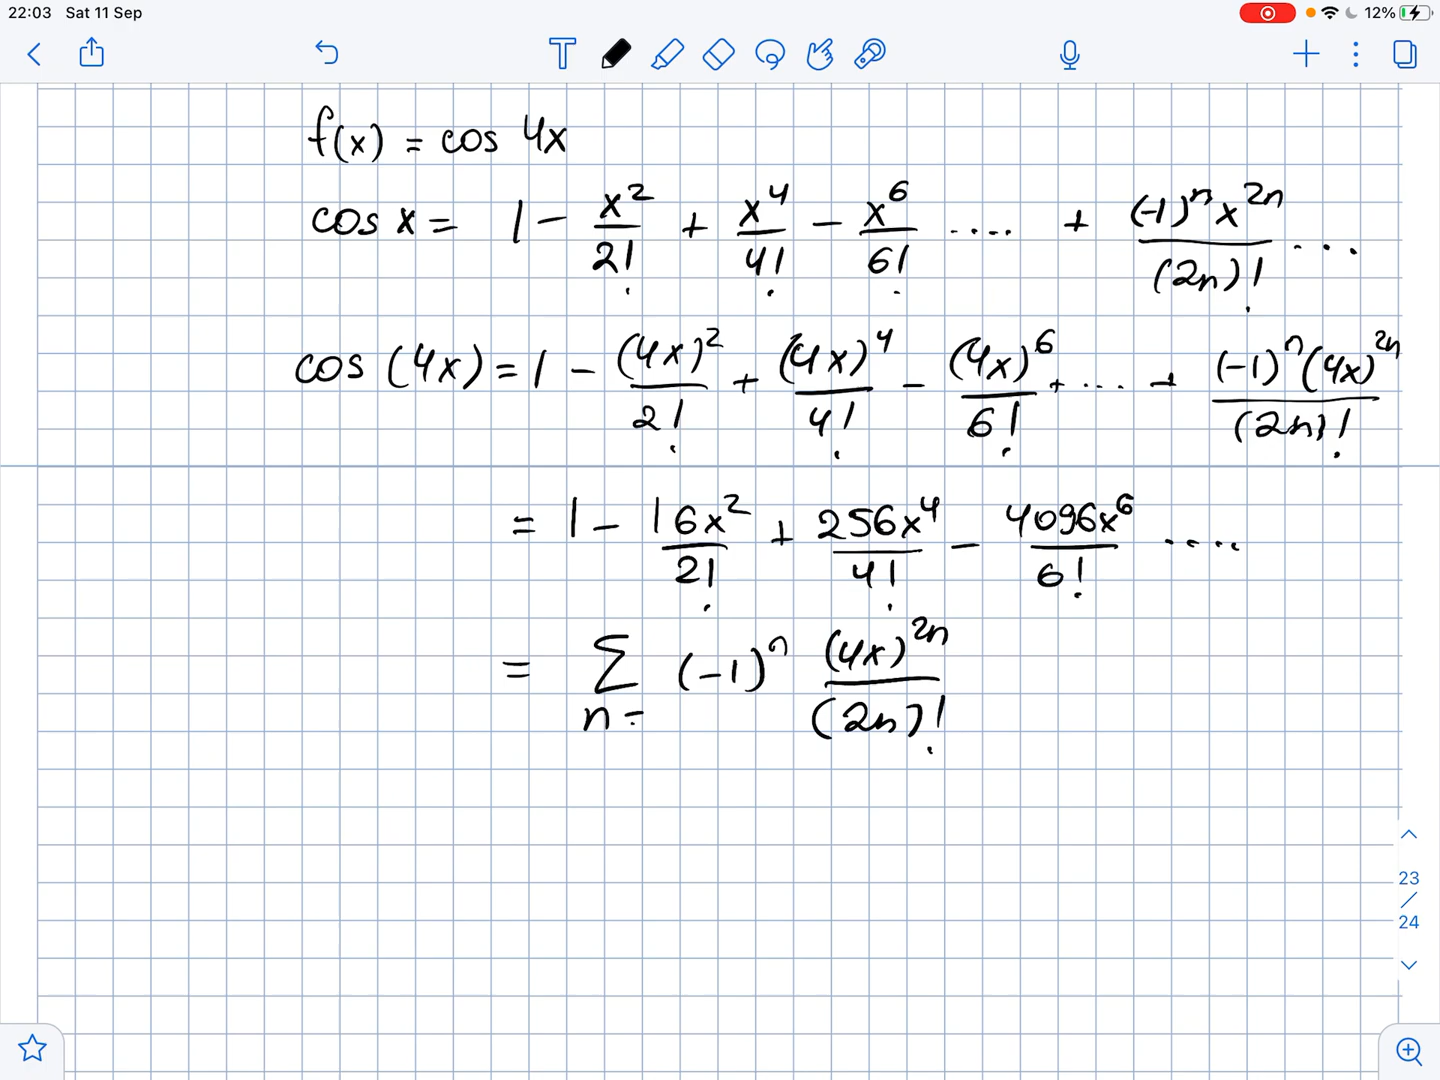 22:03 Sat 11 Sep 12%
T
f(x) = cos 4x
cos x = 1 - x²/2! + x⁴/4! - x⁶/6! .... + (-1)ⁿ x²ⁿ/(2n)! ...
cos (4x) = 1 - (4x)²/2! + (4x)⁴/4! - (4x)⁶/6! + .... + (-1)ⁿ (4x)²ⁿ/(2n)!
= 1 - 16x²/2! + 256x⁴/4! - 4096x⁶/6! ....
= Σ n= (-1)ⁿ (4x)²ⁿ/(2n)!
23
/
24